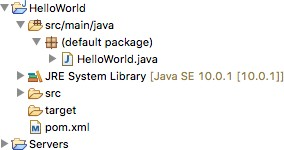 HelloWorld
src/main/java
(default package)
HelloWorld.java
JRE System Library [Java SE 10.0.1 [10.0.1]]
src
target
pom.xml
Servers